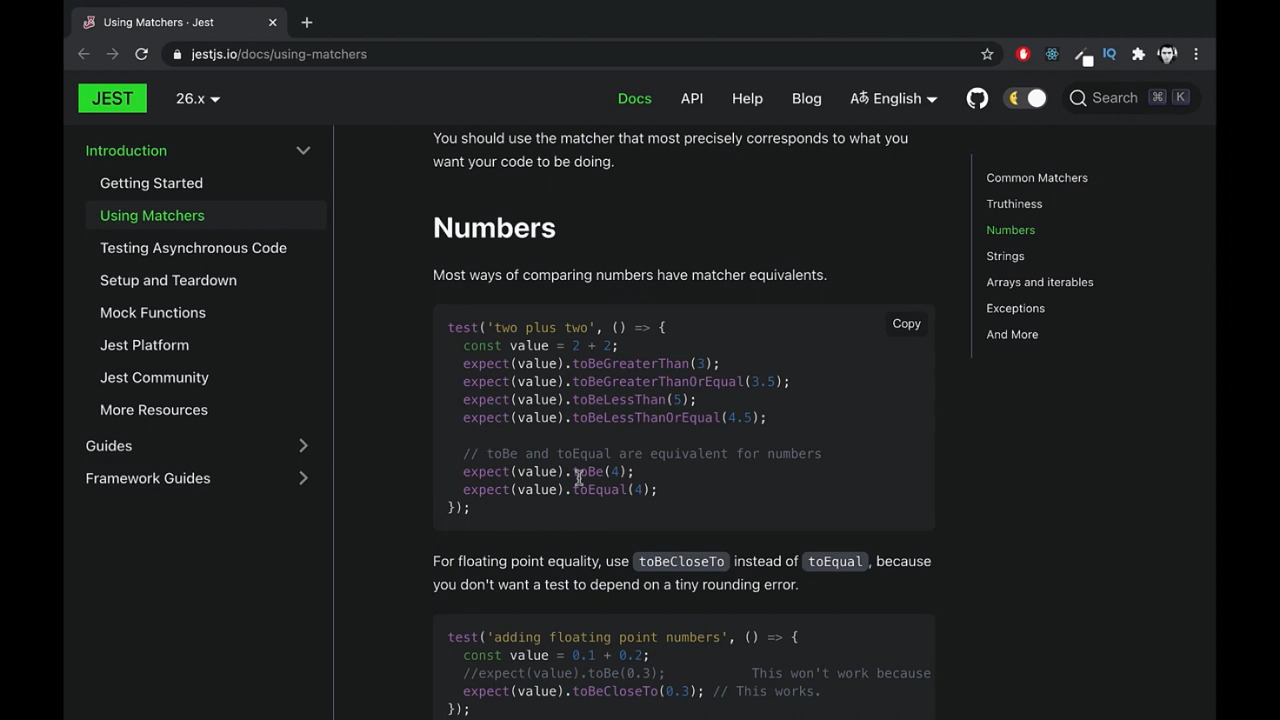 Using Matchers · Jest
jestjs.io/docs/using-matchers
IQ
JEST
26.x
Docs
API
Help
Blog
English
Search
⌘ K
Introduction
Getting Started
Using Matchers
Testing Asynchronous Code
Setup and Teardown
Mock Functions
Jest Platform
Jest Community
More Resources
Guides
Framework Guides
You should use the matcher that most precisely corresponds to what you
want your code to be doing.
Numbers
Most ways of comparing numbers have matcher equivalents.
Copy
test('two plus two', () => {
  const value = 2 + 2;
  expect(value).toBeGreaterThan(3);
  expect(value).toBeGreaterThanOrEqual(3.5);
  expect(value).toBeLessThan(5);
  expect(value).toBeLessThanOrEqual(4.5);
  // toBe and toEqual are equivalent for numbers
  expect(value).toBe(4);
  expect(value).toEqual(4);
});
For floating point equality, use toBeCloseTo instead of toEqual, because
you don't want a test to depend on a tiny rounding error.
test('adding floating point numbers', () => {
  const value = 0.1 + 0.2;
  //expect(value).toBe(0.3);           This won't work because
  expect(value).toBeCloseTo(0.3); // This works.
});
Common Matchers
Truthiness
Numbers
Strings
Arrays and iterables
Exceptions
And More